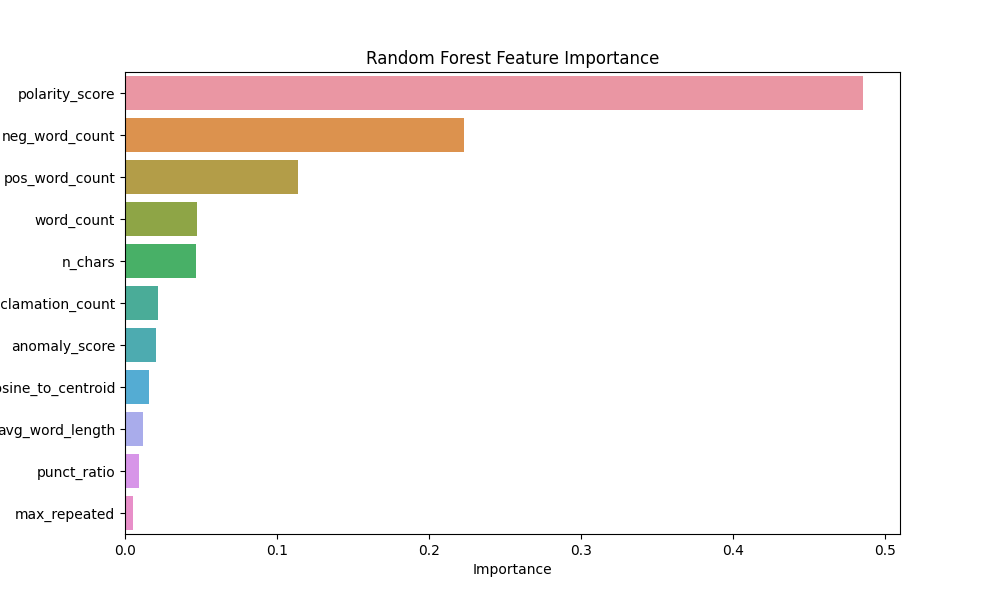 Random Forest Feature Importance
polarity_score
neg_word_count
pos_word_count
word_count
n_chars
clamation_count
anomaly_score
osine_to_centroid
avg_word_length
punct_ratio
max_repeated
0.0 0.1 0.2 0.3 0.4 0.5
Importance